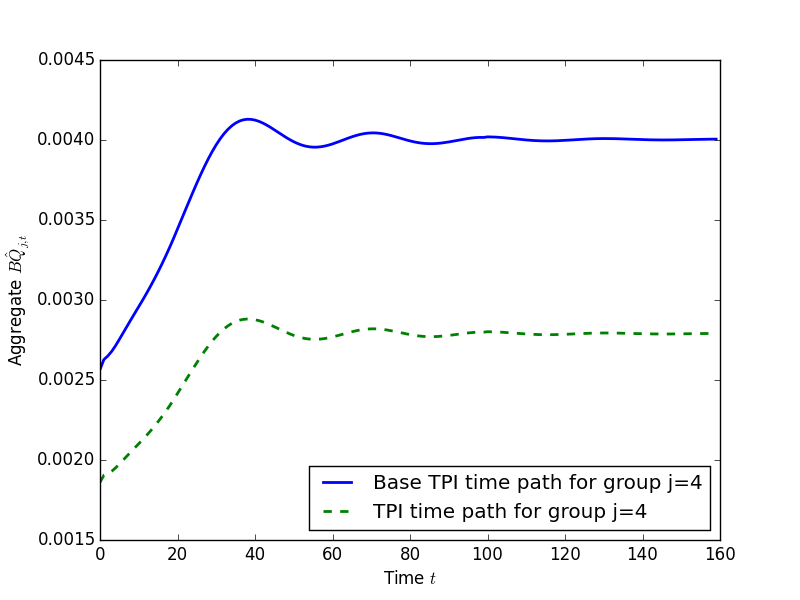 0.0045
0.0040
0.0035
0.0030
0.0025
0.0020
0.0015
Aggregate $\hat{BQ}_{j,t}$
Base TPI time path for group j=4
TPI time path for group j=4
0 20 40 60 80 100 120 140 160
Time t